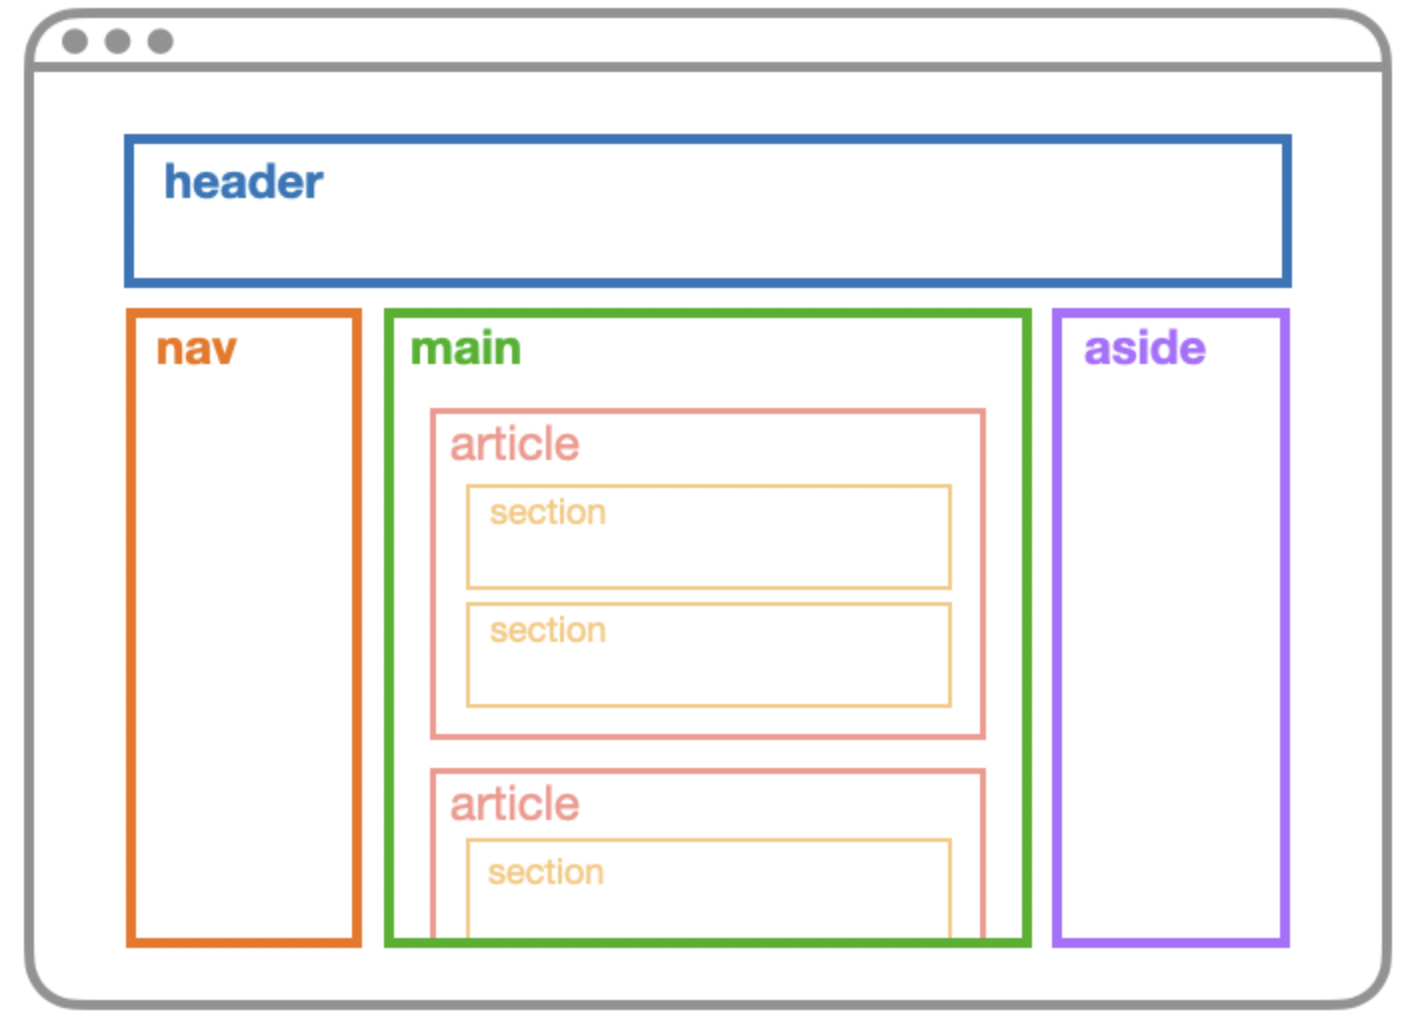 header
nav
main
article
section
section
article
section
aside